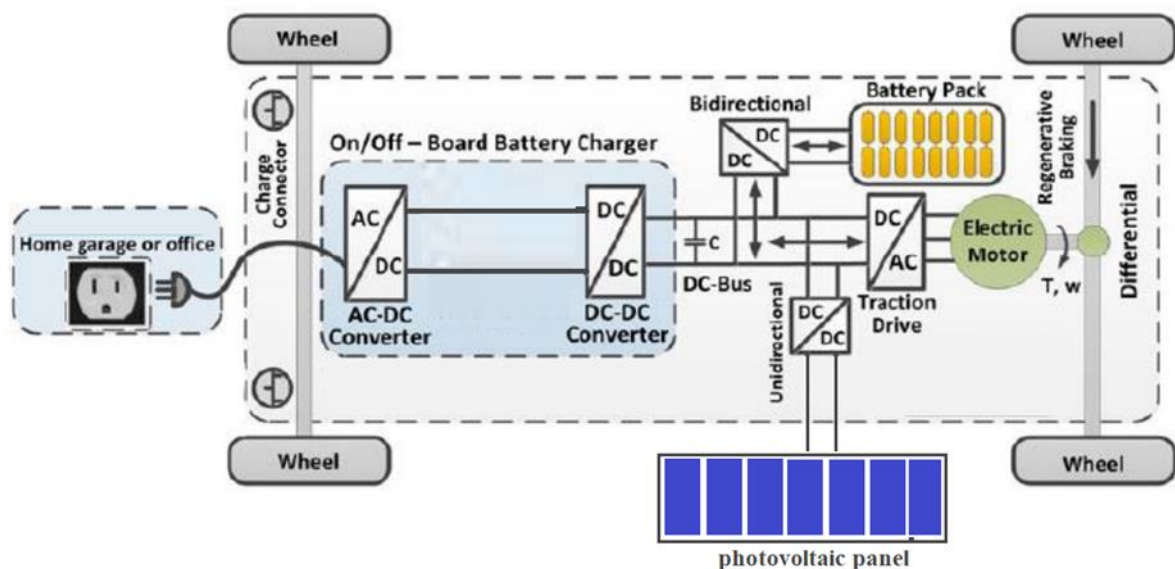 Wheel
Wheel
Charge
Connector
On/Off – Board Battery Charger
Bidirectional
Battery Pack
DC
DC
Regenerative
Braking
Home garage or office
AC
DC
AC-DC
Converter
DC
DC
DC-DC
Converter
C
DC-Bus
DC
AC
Traction
Drive
Electric
Motor
T, w
Differential
Unidirectional
DC
DC
Wheel
Wheel
photovoltaic panel